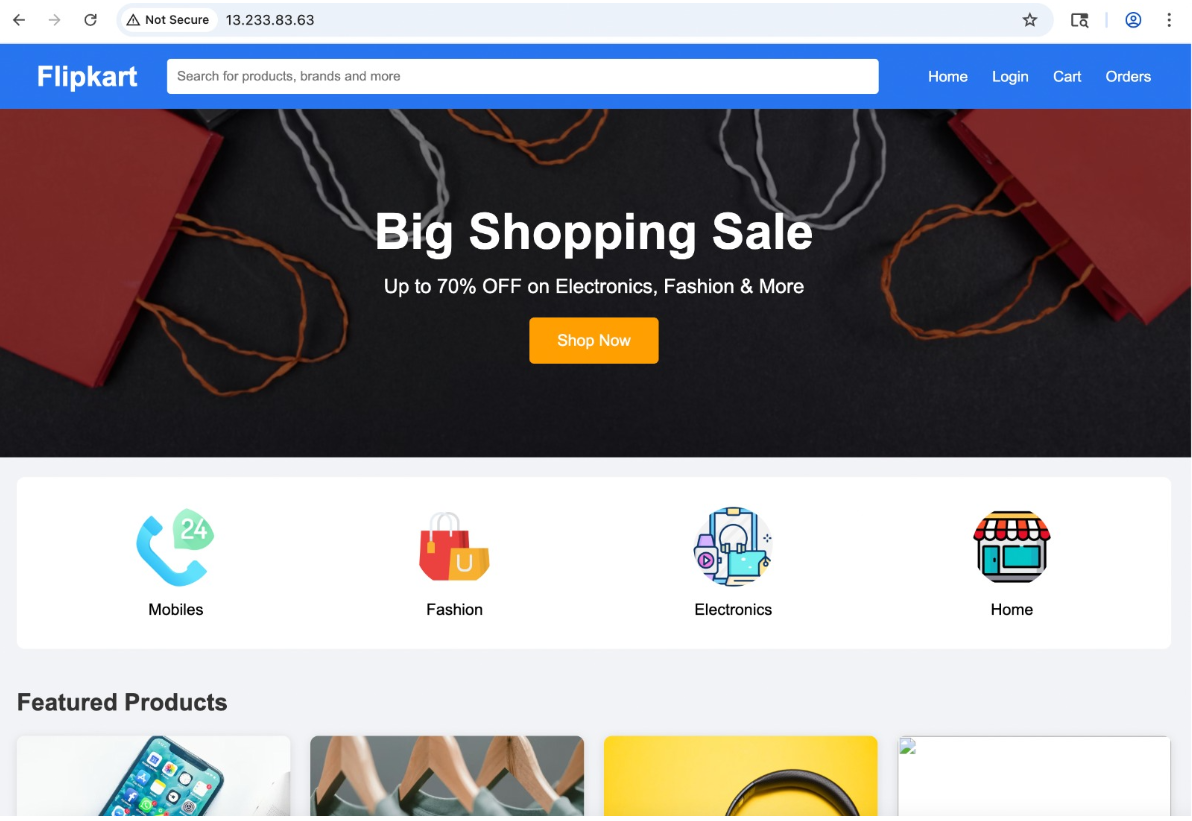 Not Secure 13.233.83.63
Flipkart Search for products, brands and more Home Login Cart Orders
Big Shopping Sale
Up to 70% OFF on Electronics, Fashion & More
Shop Now
24
U
Mobiles Fashion Electronics Home
Featured Products